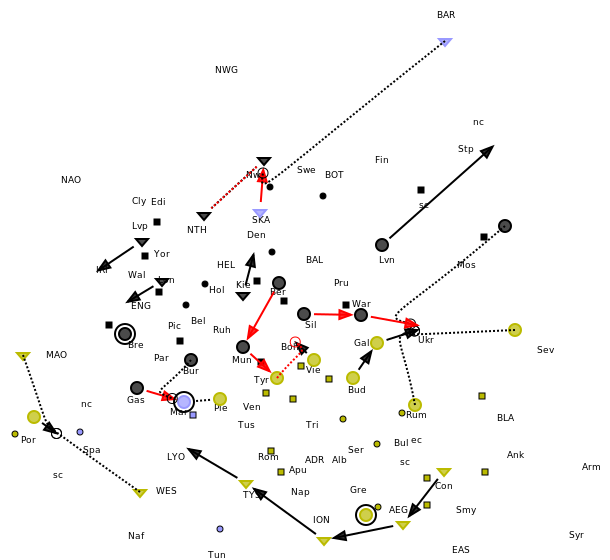 BAR
NWG
nc
Stp
Fin
Swe
BOT
NAO
Cly
Edi
sc
NTH
SKA
Lvp
Den
Yor
Lvn
BAL
HEL
Mos
Wal
Pru
Kie
Hol
Ber
ENG
War
Bel
Sil
Pic
Ruh
Bre
Ukr
Gal
Boh
Sev
MAO
Par
Mun
Vie
Bur
Tyr
Bud
Gas
nc
Mar
Pie
Ven
Rum
BLA
Tus
Tri
Por
Bul
ec
Spa
Ser
LYO
Rom
ADR
Alb
sc
Ank
Apu
Arm
sc
WES
TYS
Nap
Gre
Con
AEG
Smy
ION
Naf
Syr
EAS
Tun